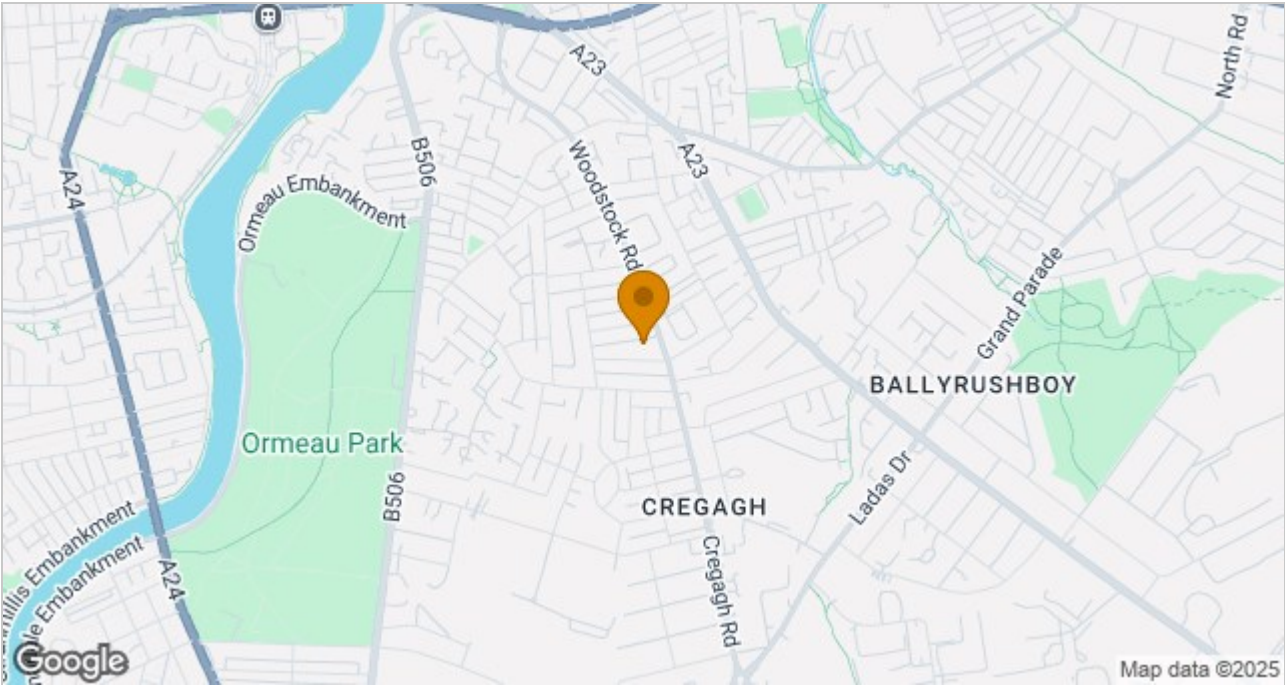 A23
North Rd
B506
A24
Woodstock Rd
A23
Ormeau Embankment
Grand Parade
BALLYRUSHBOY
Ormeau Park
B506
CREGAGH
Ladas Dr
Embankment
Embankment
A24
Cregagh Rd
Google
Map data ©2025